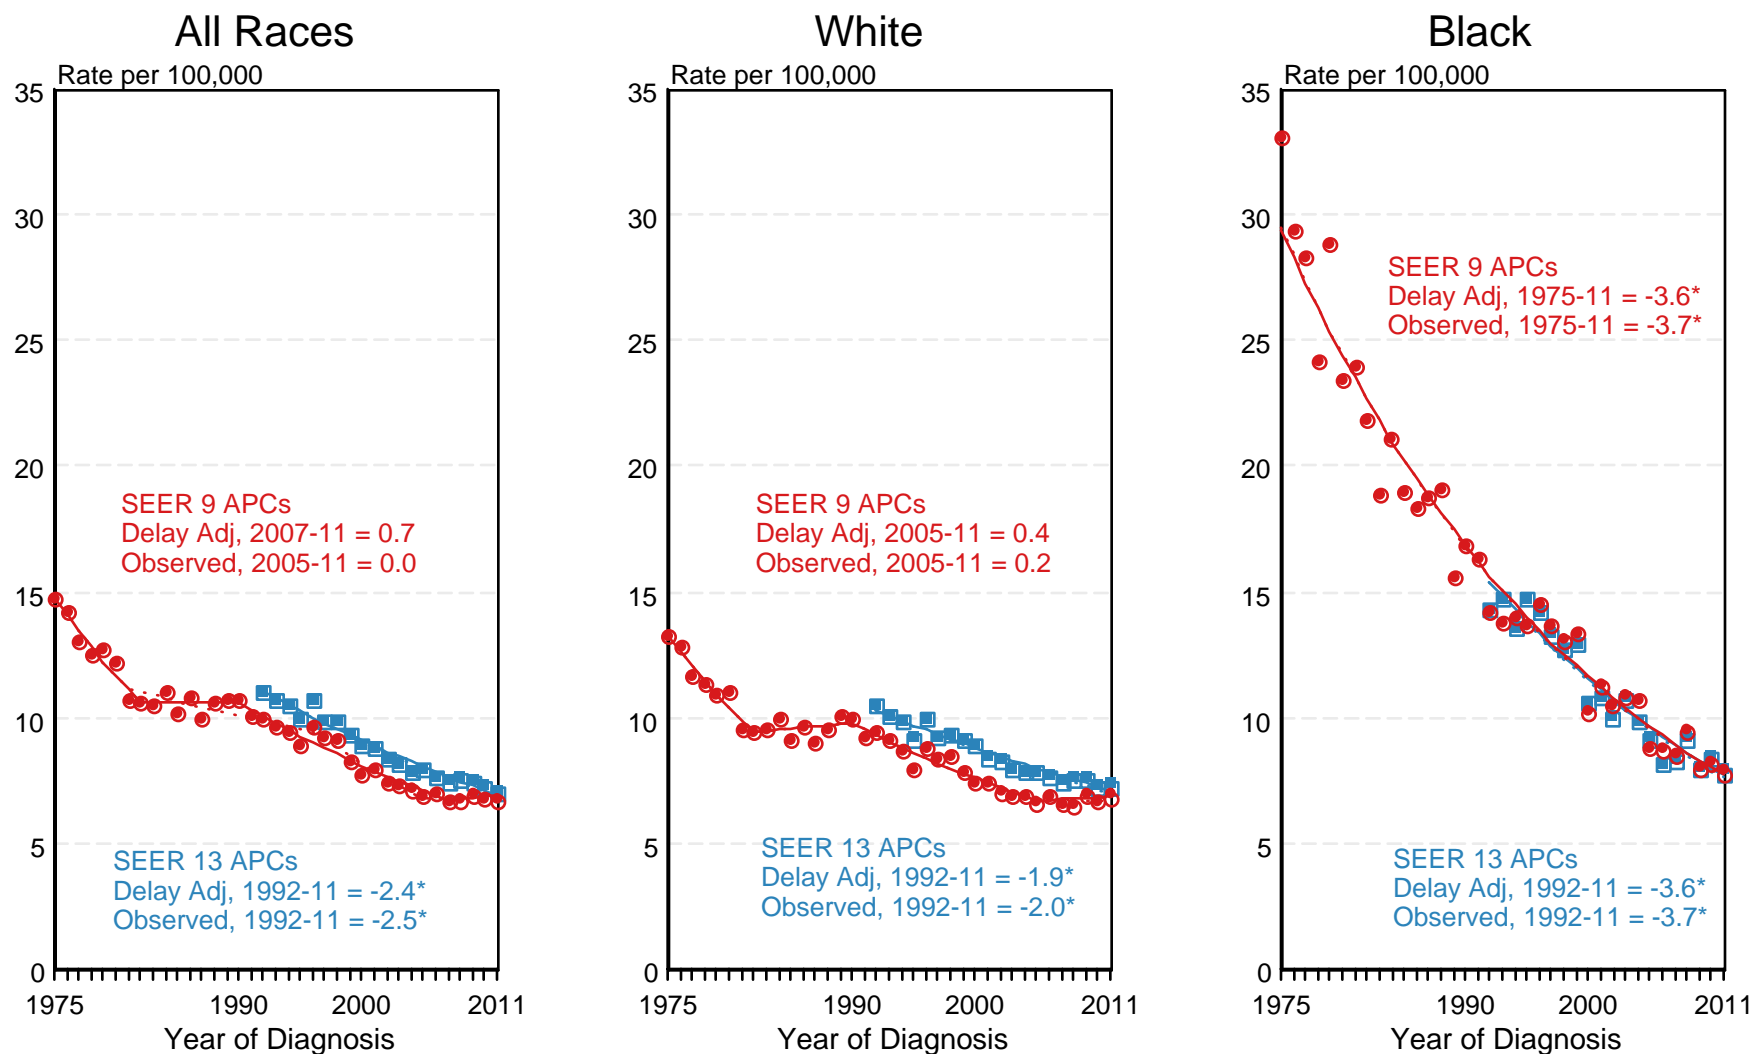 All Races
Rate per 100,000
35
30
25
20
15
10
5
0
SEER 9 APCs
Delay Adj, 2007-11 = 0.7
Observed, 2005-11 = 0.0
SEER 13 APCs
Delay Adj, 1992-11 = -2.4*
Observed, 1992-11 = -2.5*
1975 1990 2000 2011
Year of Diagnosis
White
Rate per 100,000
35
30
25
20
15
10
5
0
SEER 9 APCs
Delay Adj, 2005-11 = 0.4
Observed, 2005-11 = 0.2
SEER 13 APCs
Delay Adj, 1992-11 = -1.9*
Observed, 1992-11 = -2.0*
1975 1990 2000 2011
Year of Diagnosis
Black
Rate per 100,000
35
30
25
20
15
10
5
0
SEER 9 APCs
Delay Adj, 1975-11 = -3.6*
Observed, 1975-11 = -3.7*
SEER 13 APCs
Delay Adj, 1992-11 = -3.6*
Observed, 1992-11 = -3.7*
1975 1990 2000 2011
Year of Diagnosis